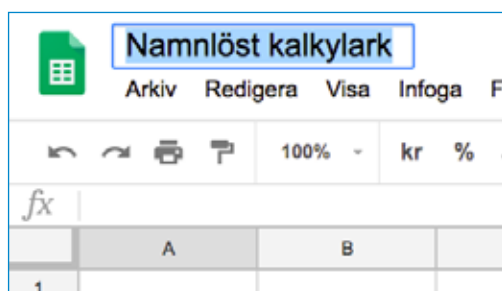 Namnlöst kalkylark
Arkiv Redigera Visa Infoga F
100% kr %
fx
A B
1